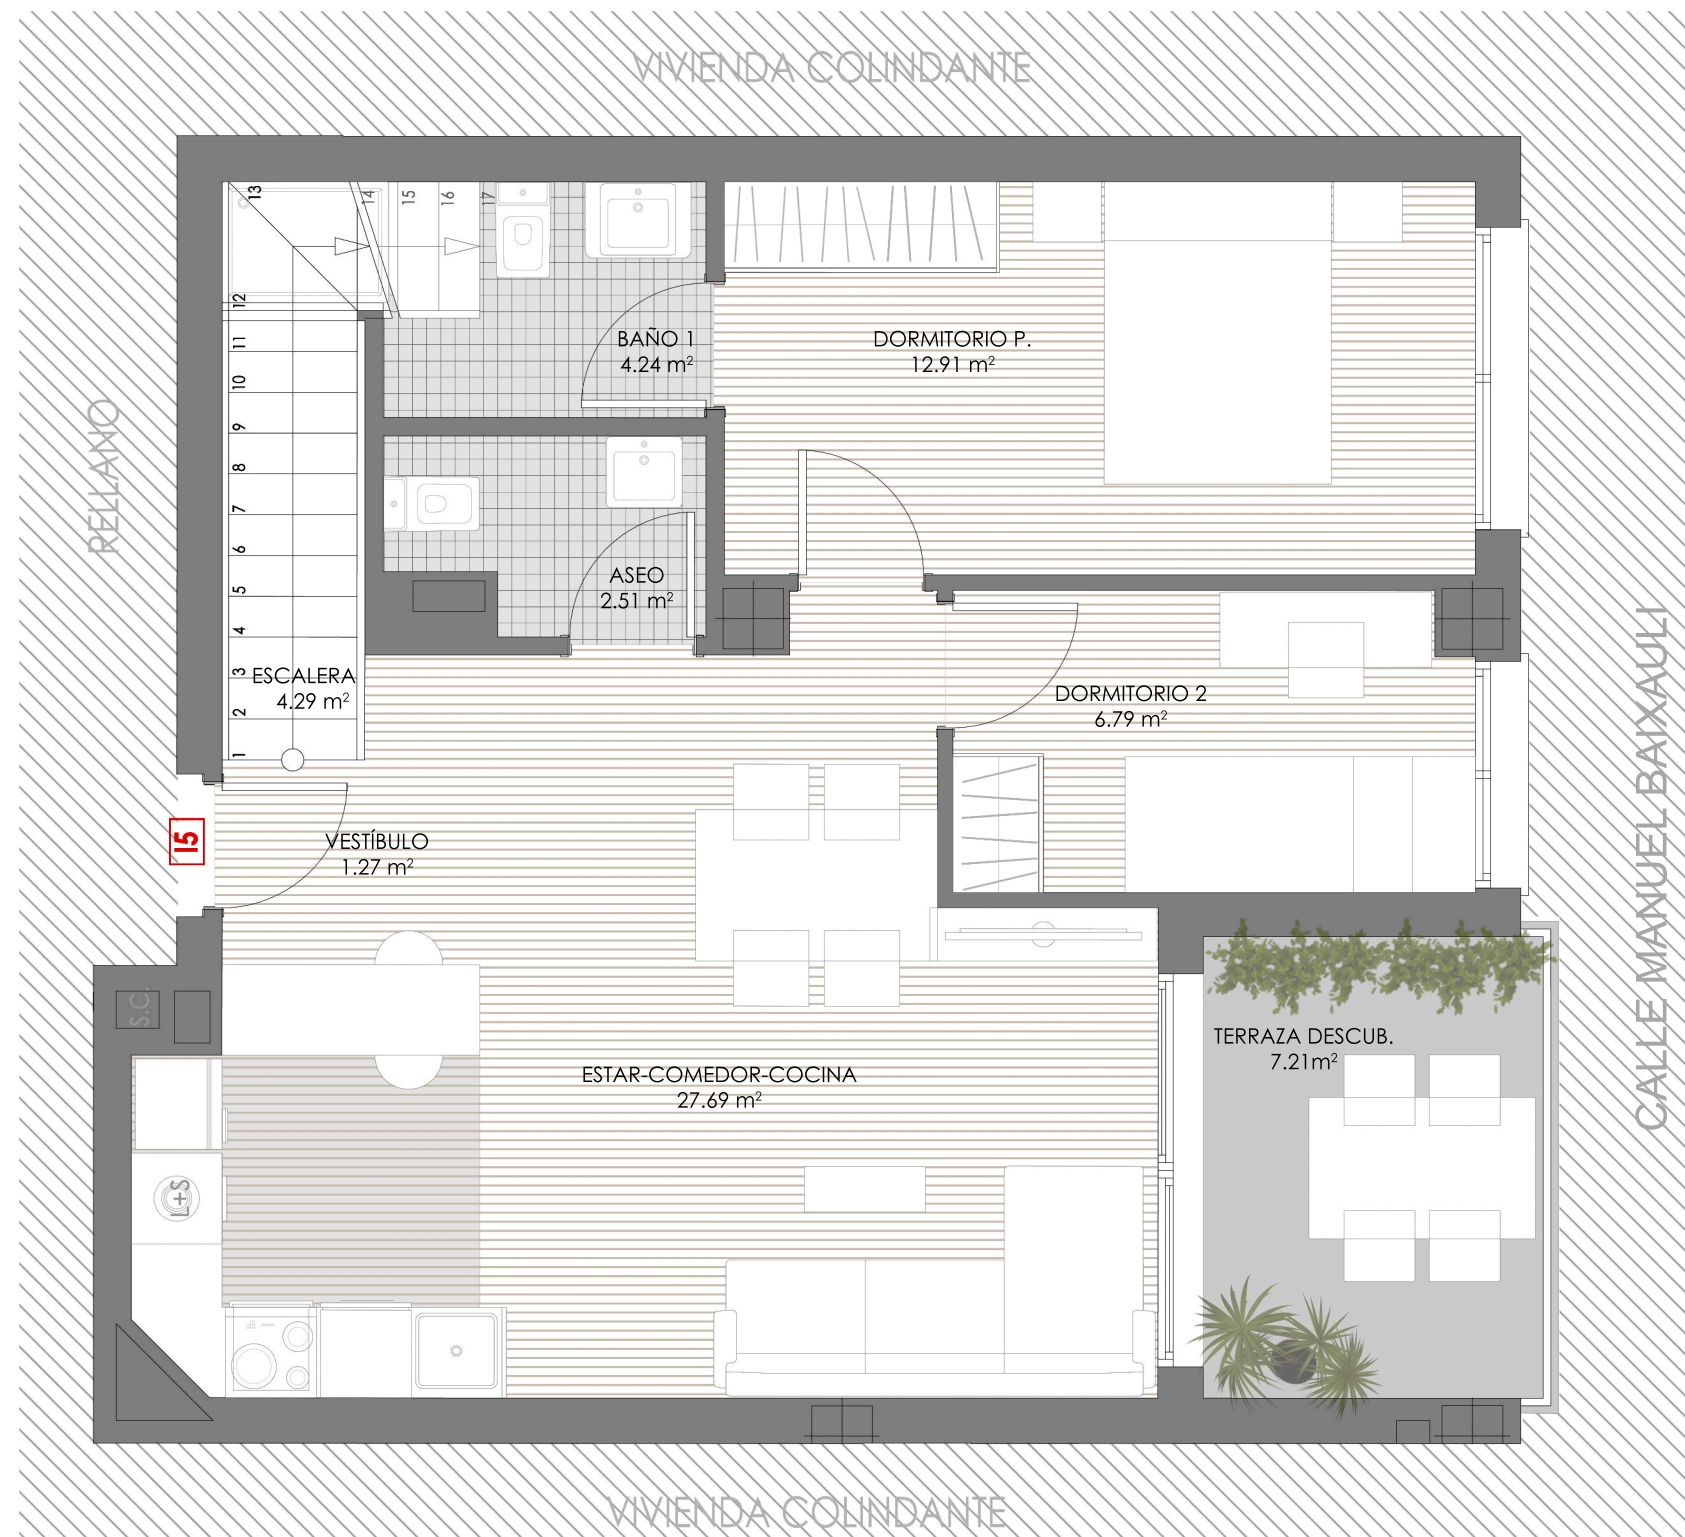 VIVIENDA COLINDANTE
13
14
15
16
17
12
11
10
9
8
7
6
5
4
3
2
1
BAÑO 1
4.24 m²
DORMITORIO P.
12.91 m²
RELLANO
ASEO
2.51 m²
ESCALERA
4.29 m²
DORMITORIO 2
6.79 m²
CALLE MANUEL BAIXAULI
I5
VESTÍBULO
1.27 m²
S.C.
TERRAZA DESCUB.
7.21m²
ESTAR-COMEDOR-COCINA
27.69 m²
L+S
VIVIENDA COLINDANTE